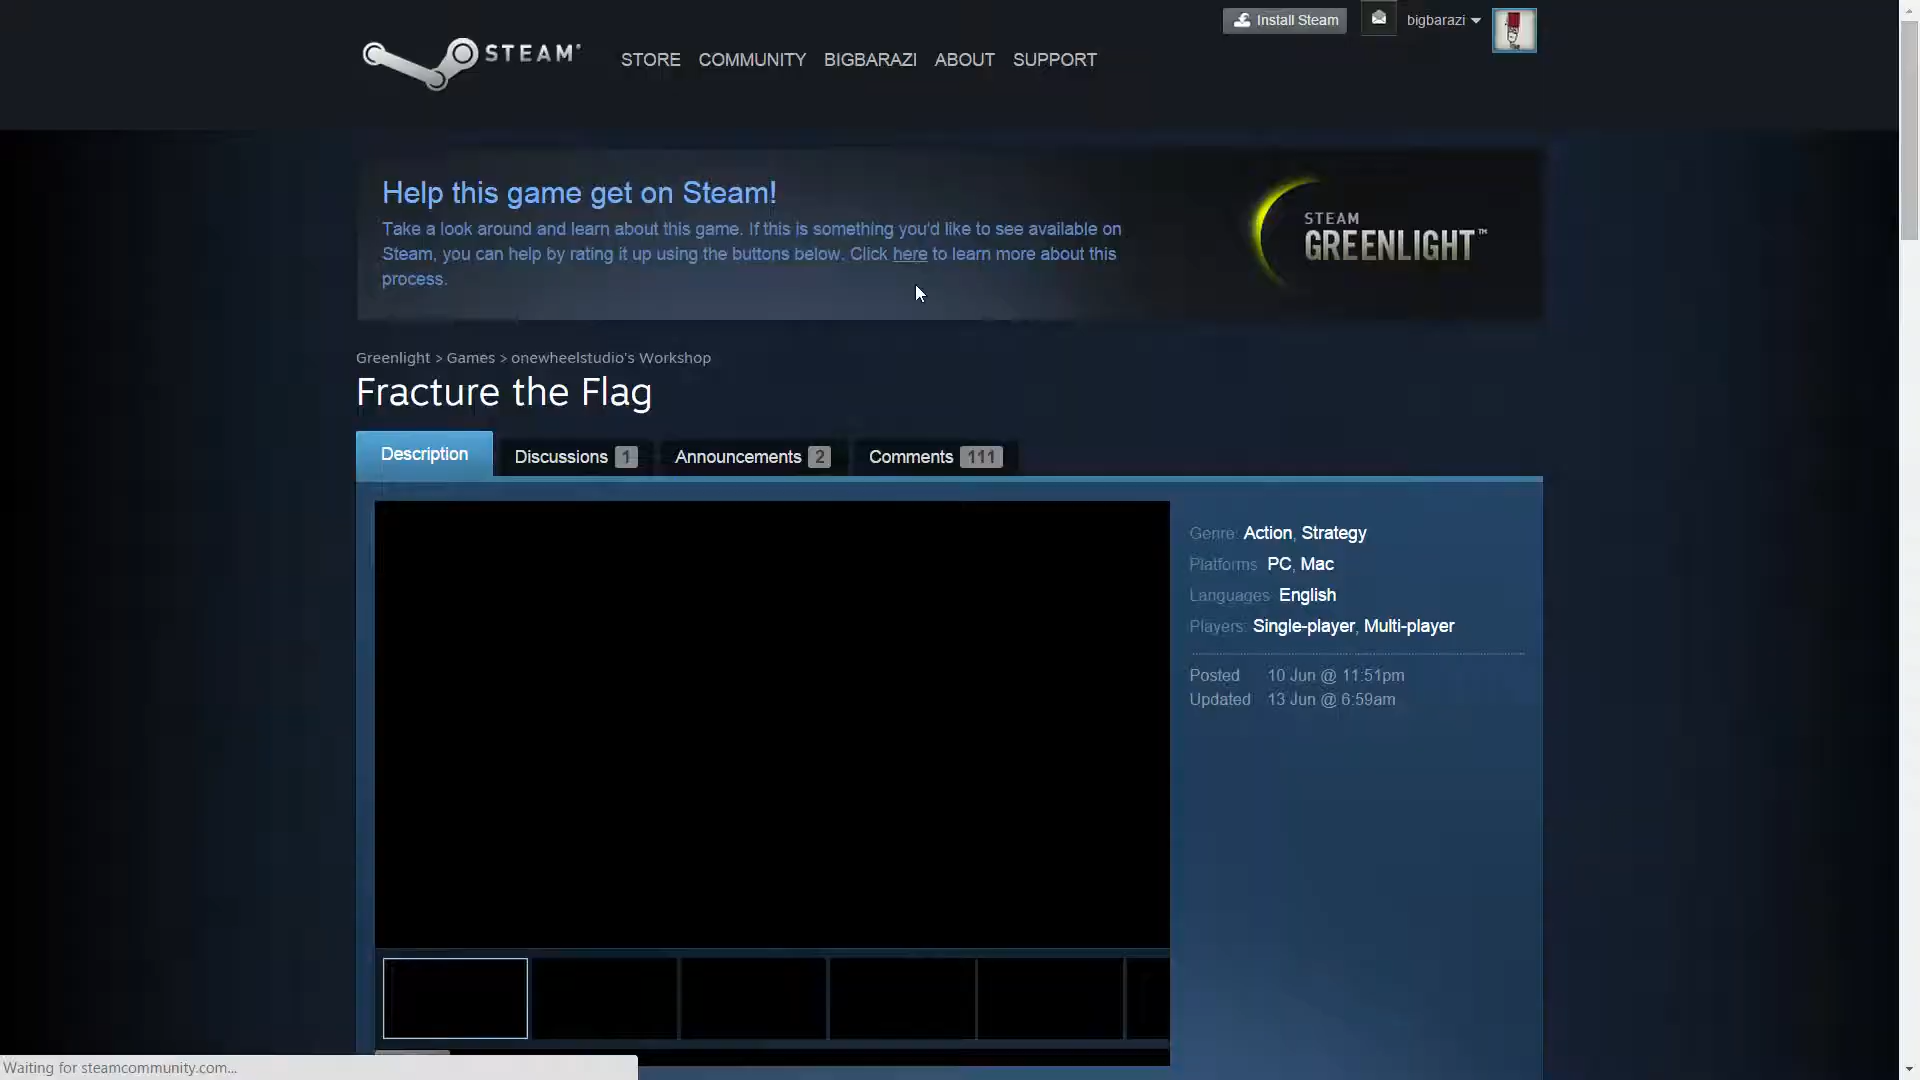 Install Steam
bigbarazi
STEAM®
STORE COMMUNITY BIGBARAZI ABOUT SUPPORT
Help this game get on Steam!
Take a look around and learn about this game. If this is something you'd like to see available on
Steam, you can help by rating it up using the buttons below. Click here to learn more about this
process.
STEAM
GREENLIGHT™
Greenlight > Games > onewheelstudio's Workshop
Fracture the Flag
Description Discussions 1 Announcements 2 Comments 111
Genre: Action, Strategy
Platforms PC, Mac
Languages English
Players: Single-player, Multi-player
Posted 10 Jun @ 11:51pm
Updated 13 Jun @ 6:59am
Waiting for steamcommunity.com...